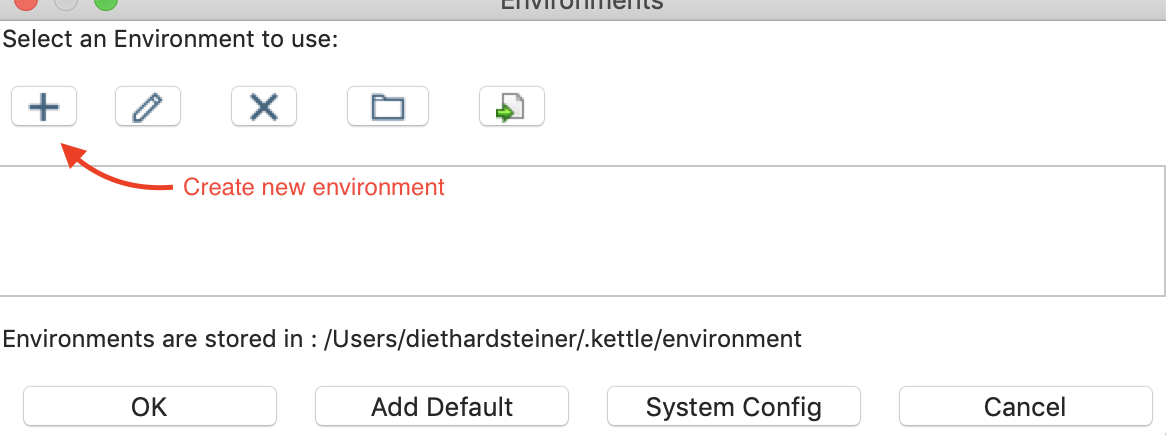 Environments
Select an Environment to use:
Create new environment
Environments are stored in : /Users/diethardsteiner/.kettle/environment
OK
Add Default
System Config
Cancel